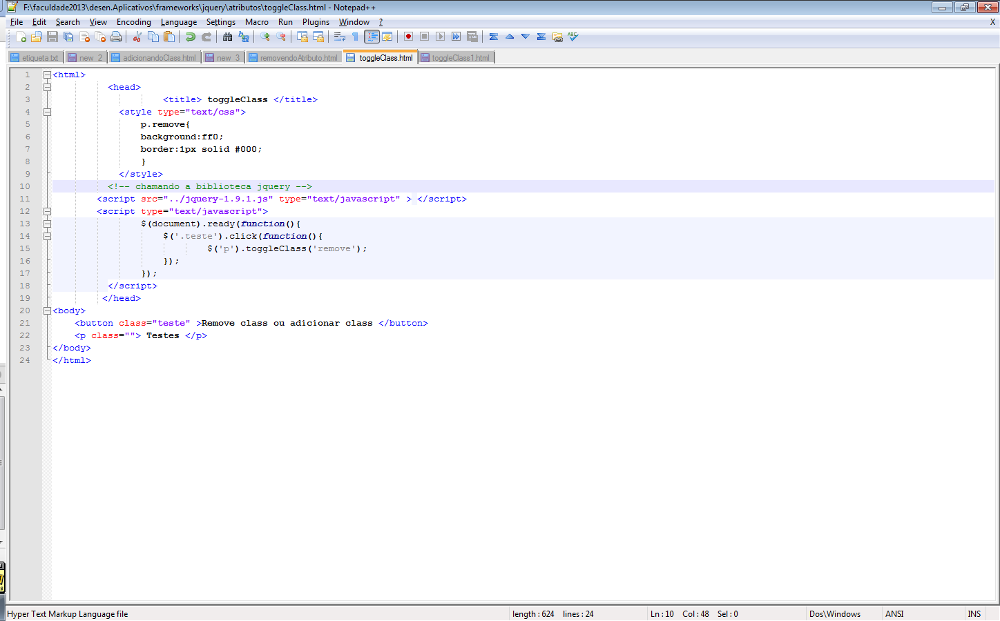 F:\faculdade2013\desen.Aplicativos\frameworks\jquery\atributos\toggleClass.html - Notepad++
File Edit Search View Encoding Language Settings Macro Run Plugins Window ? X
etiqueta.txt new 2 adicionandoClass.html new 3 removendoAtributo.html toggleClass.html toggleClass1.html
1 <html>
2 <head>
3 <title> toggleClass </title>
4 <style type="text/css">
5 p.remove{
6 background:ff0;
7 border:1px solid #000;
8 }
9 </style>
10 <!-- chamando a biblioteca jquery -->
11 <script src="../jquery-1.9.1.js" type="text/javascript" > </script>
12 <script type="text/javascript">
13 $(document).ready(function(){
14 $('.teste').click(function(){
15 $('p').toggleClass('remove');
16 });
17 });
18 </script>
19 </head>
20 <body>
21 <button class="teste" >Remove class ou adicionar class </button>
22 <p class=""> Testes </p>
23 </body>
24 </html>
Hyper Text Markup Language file length : 624 lines : 24 Ln : 10 Col : 48 Sel : 0 Dos\Windows ANSI INS